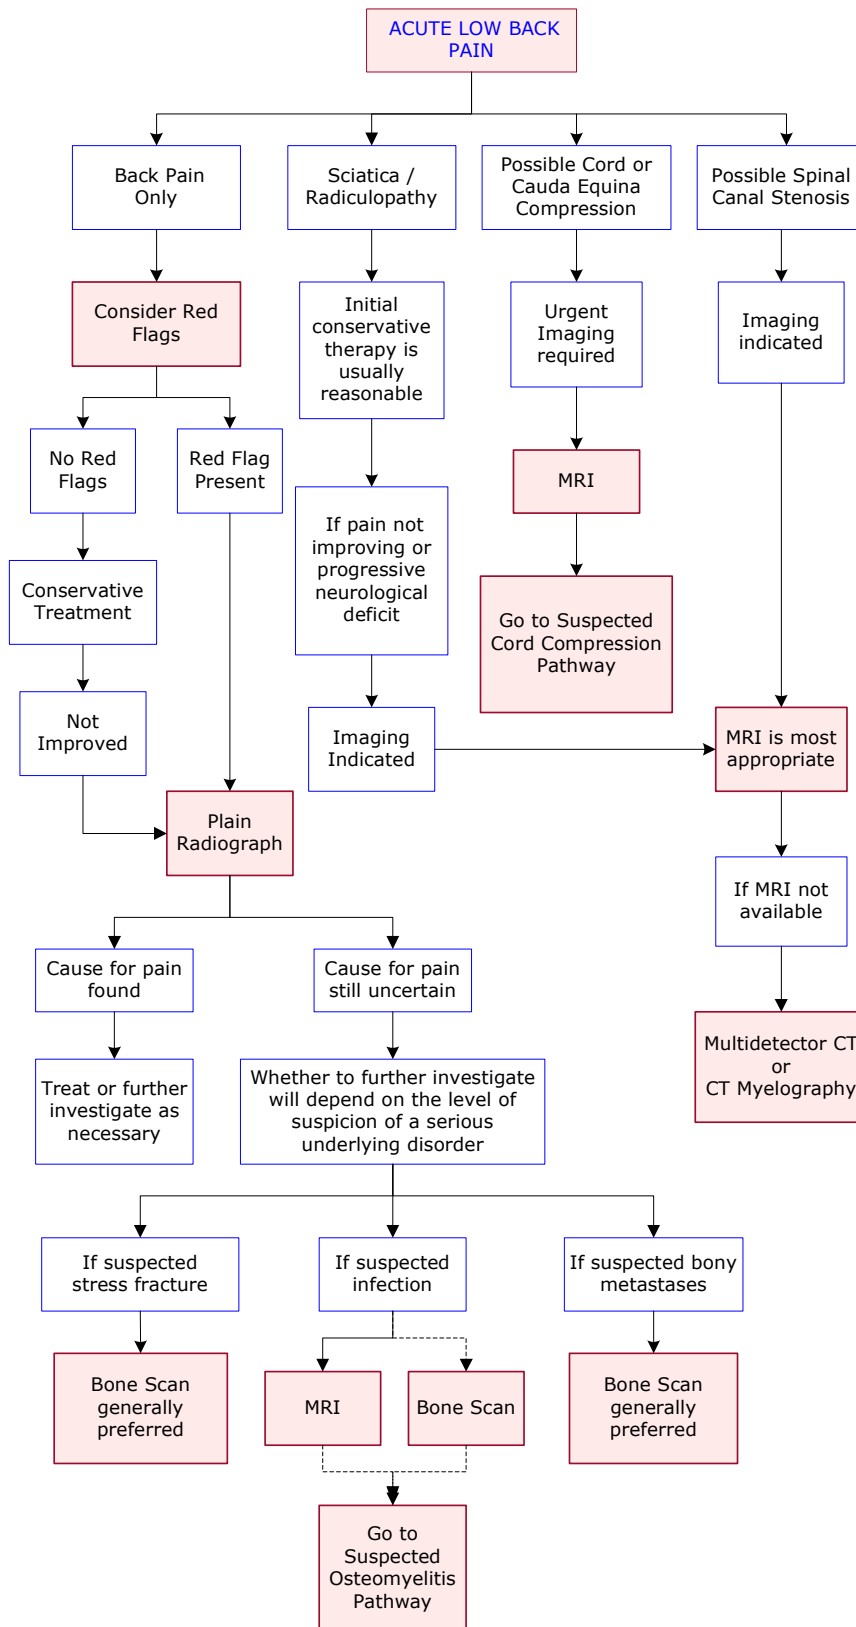 ACUTE LOW BACK
PAIN
Back Pain
Only
Sciatica /
Radiculopathy
Possible Cord or
Cauda Equina
Compression
Possible Spinal
Canal Stenosis
Consider Red
Flags
Initial
conservative
therapy is
usually
reasonable
Urgent
Imaging
required
Imaging
indicated
No Red
Flags
Red Flag
Present
MRI
If pain not
improving or
progressive
neurological
deficit
Conservative
Treatment
Go to Suspected
Cord Compression
Pathway
Not
Improved
Imaging
Indicated
MRI is most
appropriate
Plain
Radiograph
If MRI not
available
Cause for pain
found
Cause for pain
still uncertain
Multidetector CT
or
CT Myelography
Treat or further
investigate as
necessary
Whether to further investigate
will depend on the level of
suspicion of a serious
underlying disorder
If suspected
stress fracture
If suspected
infection
If suspected bony
metastases
Bone Scan
generally
preferred
MRI
Bone Scan
Bone Scan
generally
preferred
Go to
Suspected
Osteomyelitis
Pathway